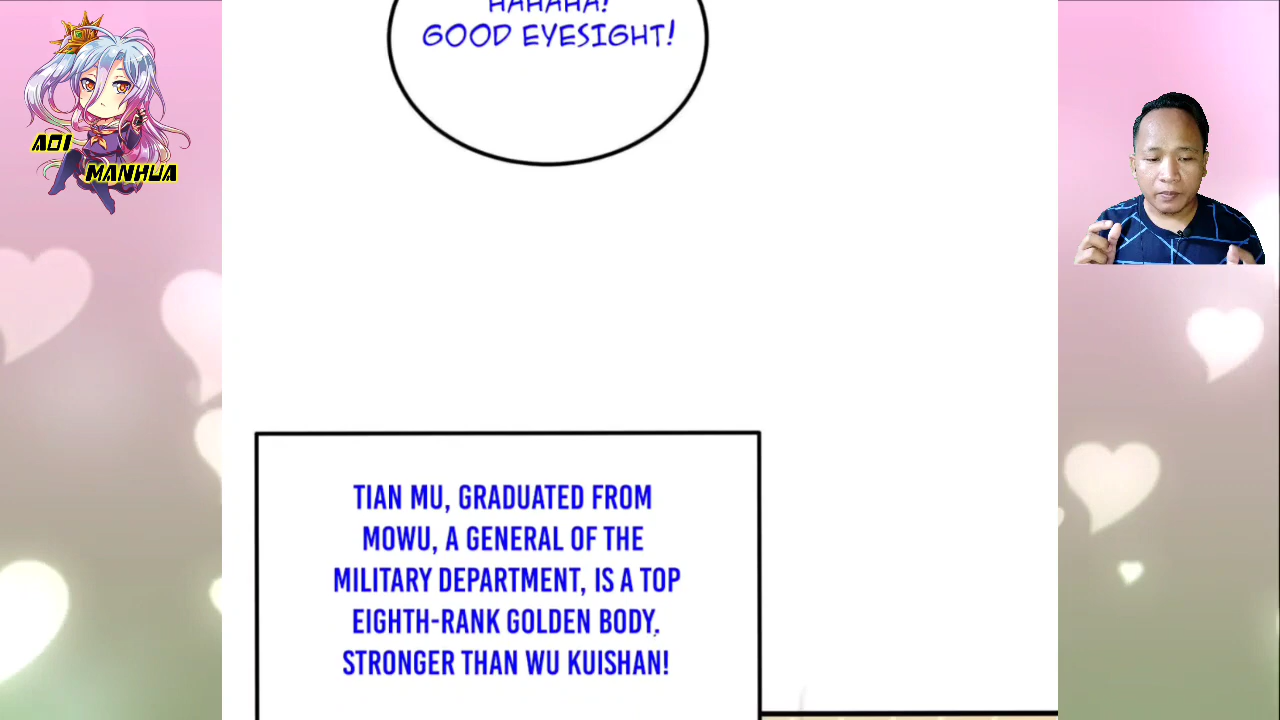 HAHAHA!
GOOD EYESIGHT!
AOI
MANHUA
TIAN MU, GRADUATED FROM
MOWU, A GENERAL OF THE
MILITARY DEPARTMENT, IS A TOP
EIGHTH-RANK GOLDEN BODY.
STRONGER THAN WU KUISHAN!